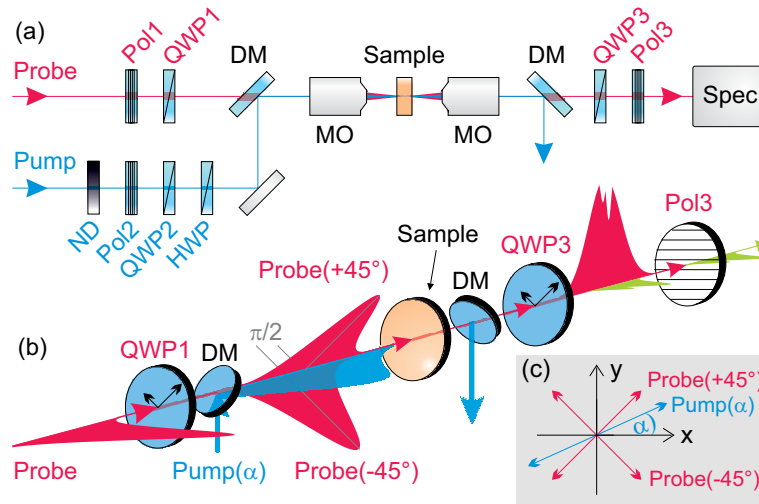 (a)
Probe
Pol1
QWP1
DM
MO
Sample
MO
DM
QWP3
Pol3
Spec
Pump
ND
Pol2
QWP2
HWP
(b)
Probe
QWP1
DM
Pump(α)
π/2
Probe(+45°)
Probe(-45°)
Sample
DM
QWP3
Pol3
(c)
y
x
α
Probe(+45°)
Pump(α)
Probe(-45°)